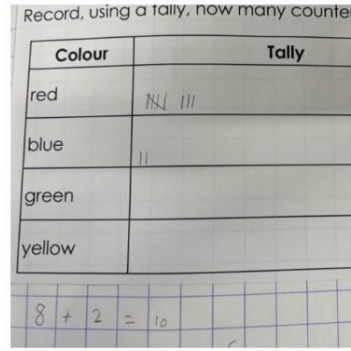 Record, using a tally, how many counte
Colour Tally
red 𝍸 |||
blue ||
green
yellow
8 + 2 = 10